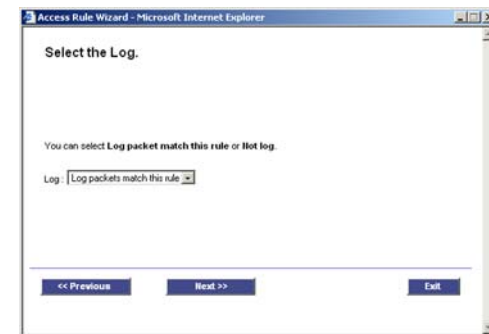 Access Rule Wizard - Microsoft Internet Explorer
Select the Log.
You can select Log packet match this rule or Not log.
Log : Log packets match this rule
<< Previous Next >> Exit